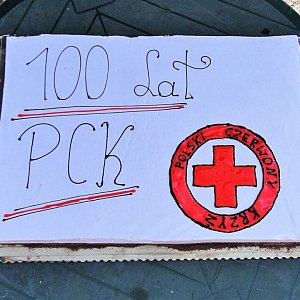 100 Lat
PCK
POLSKI CZERWONY
KRZYŻ